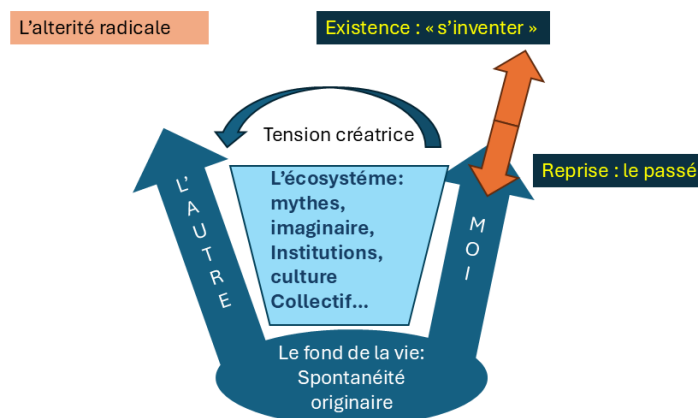 L'alterité radicale
Existence : « s'inventer »
Tension créatrice
Reprise : le passé
L'écosystéme:
mythes,
imaginaire,
Institutions,
culture
Collectif...
L'AUTRE
MOI
Le fond de la vie:
Spontanéité
originaire